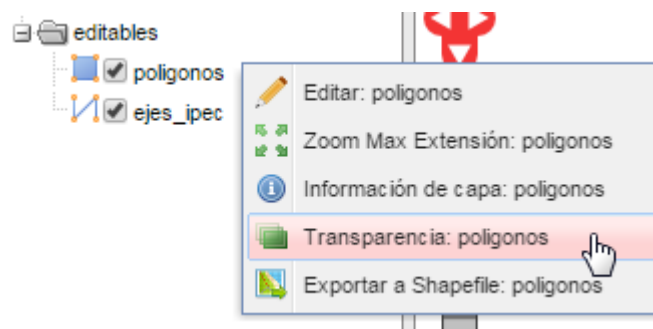 editables
poligonos
ejes_ipec
Editar: poligonos
Zoom Max Extensión: poligonos
Información de capa: poligonos
Transparencia: poligonos
Exportar a Shapefile: poligonos